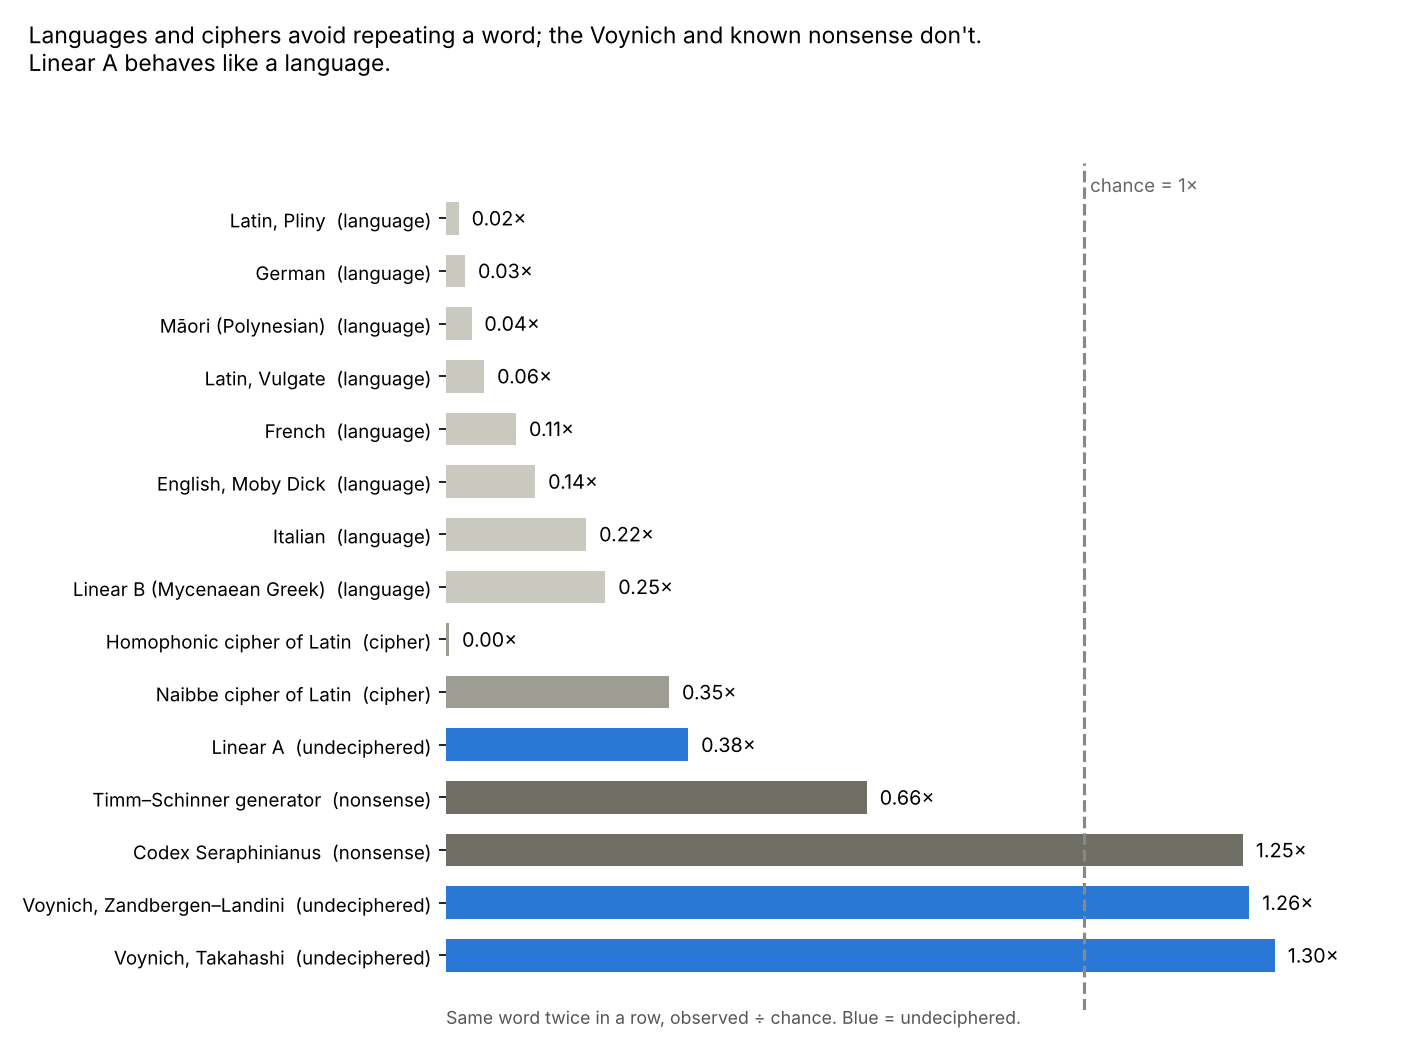 Languages and ciphers avoid repeating a word; the Voynich and known nonsense don't.
Linear A behaves like a language.
chance = 1×
Latin, Pliny (language) 0.02×
German (language) 0.03×
Māori (Polynesian) (language) 0.04×
Latin, Vulgate (language) 0.06×
French (language) 0.11×
English, Moby Dick (language) 0.14×
Italian (language) 0.22×
Linear B (Mycenaean Greek) (language) 0.25×
Homophonic cipher of Latin (cipher) 0.00×
Naibbe cipher of Latin (cipher) 0.35×
Linear A (undeciphered) 0.38×
Timm–Schinner generator (nonsense) 0.66×
Codex Seraphinianus (nonsense) 1.25×
Voynich, Zandbergen–Landini (undeciphered) 1.26×
Voynich, Takahashi (undeciphered) 1.30×
Same word twice in a row, observed ÷ chance. Blue = undeciphered.